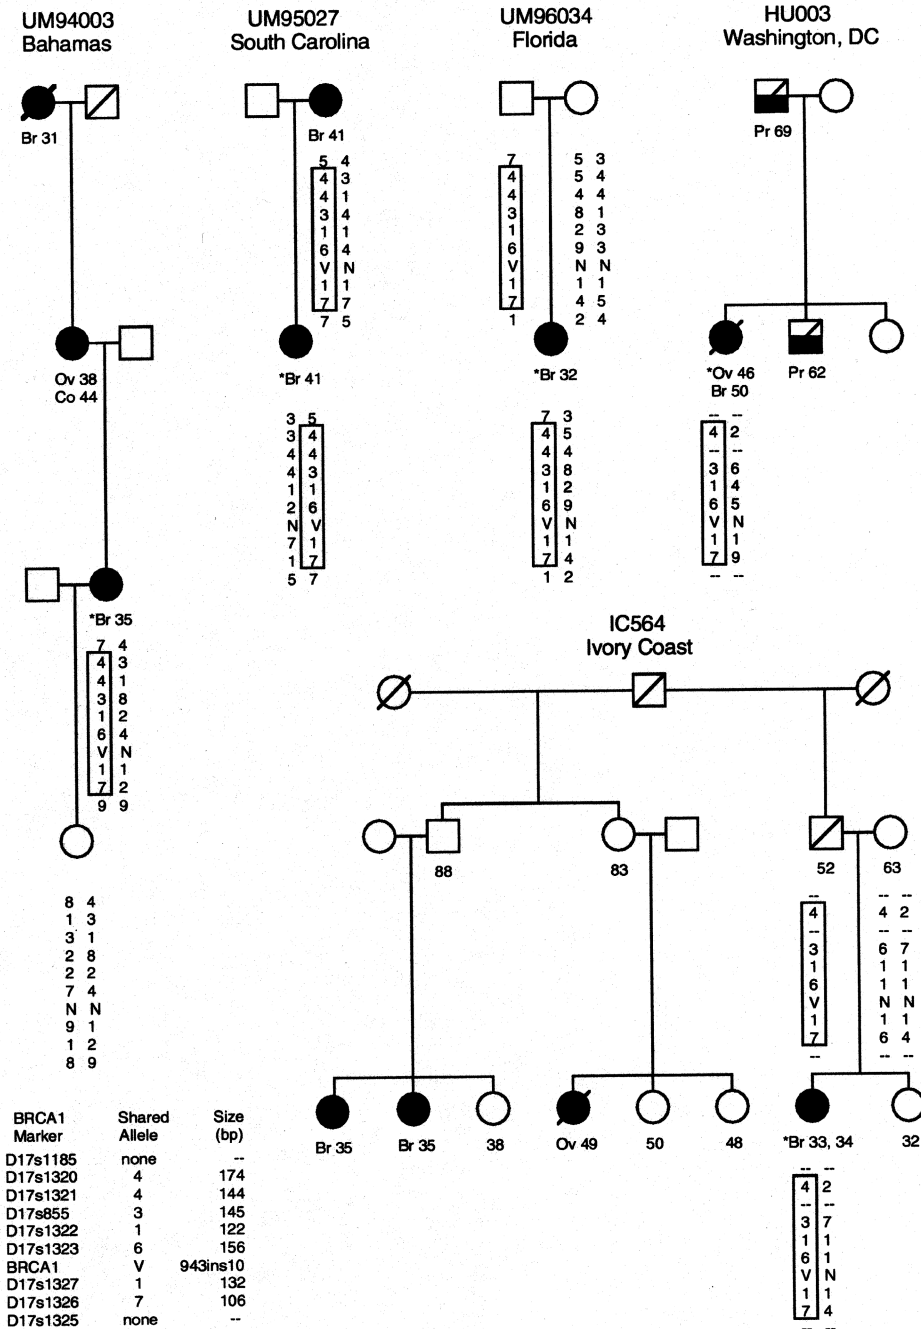 UM94003
Bahamas
Br 31
Ov 38
Co 44
*Br 35
7 4
4 3
4 1
3 8
1 2
6 4
V N
1 1
7 2
9 9
8 4
1 3
3 1
2 8
2 2
7 4
N N
9 1
1 2
8 9
UM95027
South Carolina
Br 41
5 4
4 3
4 1
3 4
1 1
6 4
V N
1 1
7 7
7 5
*Br 41
3 5
3 4
4 4
4 3
1 1
2 6
N V
7 1
1 7
5 7
UM96034
Florida
7 5 3
4 5 4
4 4 4
3 8 1
1 2 3
6 9 3
V N N
1 1 1
7 4 5
1 2 4
*Br 32
7 3
4 5
4 4
3 8
1 2
6 9
V N
1 1
7 4
1 2
HU003
Washington, DC
Pr 69
*Ov 46 Pr 62
Br 50
-- --
4 2
-- --
3 6
1 4
6 5
V N
1 1
7 9
-- --
IC564
Ivory Coast
88 83 52 63
-- -- --
4 4 2
-- -- --
3 6 7
1 1 1
6 1 1
V N N
1 1 1
7 6 4
-- -- --
Br 35 Br 35 38 Ov 49 50 48 *Br 33, 34 32
-- --
4 2
-- --
3 7
1 1
6 1
V N
1 1
7 4
-- --
BRCA1 Shared Size
Marker Allele (bp)
D17s1185 none --
D17s1320 4 174
D17s1321 4 144
D17s855 3 145
D17s1322 1 122
D17s1323 6 156
BRCA1 V 943ins10
D17s1327 1 132
D17s1326 7 106
D17s1325 none --